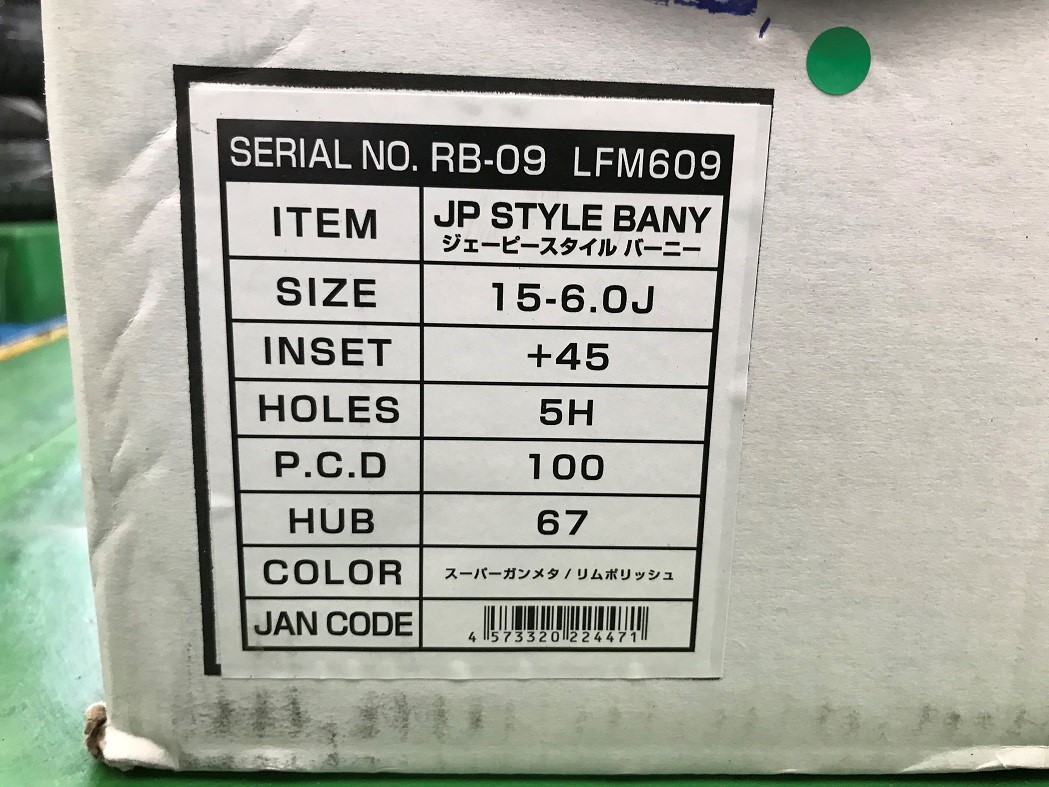 SERIAL NO. RB-09 LFM609
ITEM JP STYLE BANY
ジェーピースタイル バーニー
SIZE 15-6.0J
INSET +45
HOLES 5H
P.C.D 100
HUB 67
COLOR スーパーガンメタ / リムポリッシュ
JAN CODE 4 573320 224471